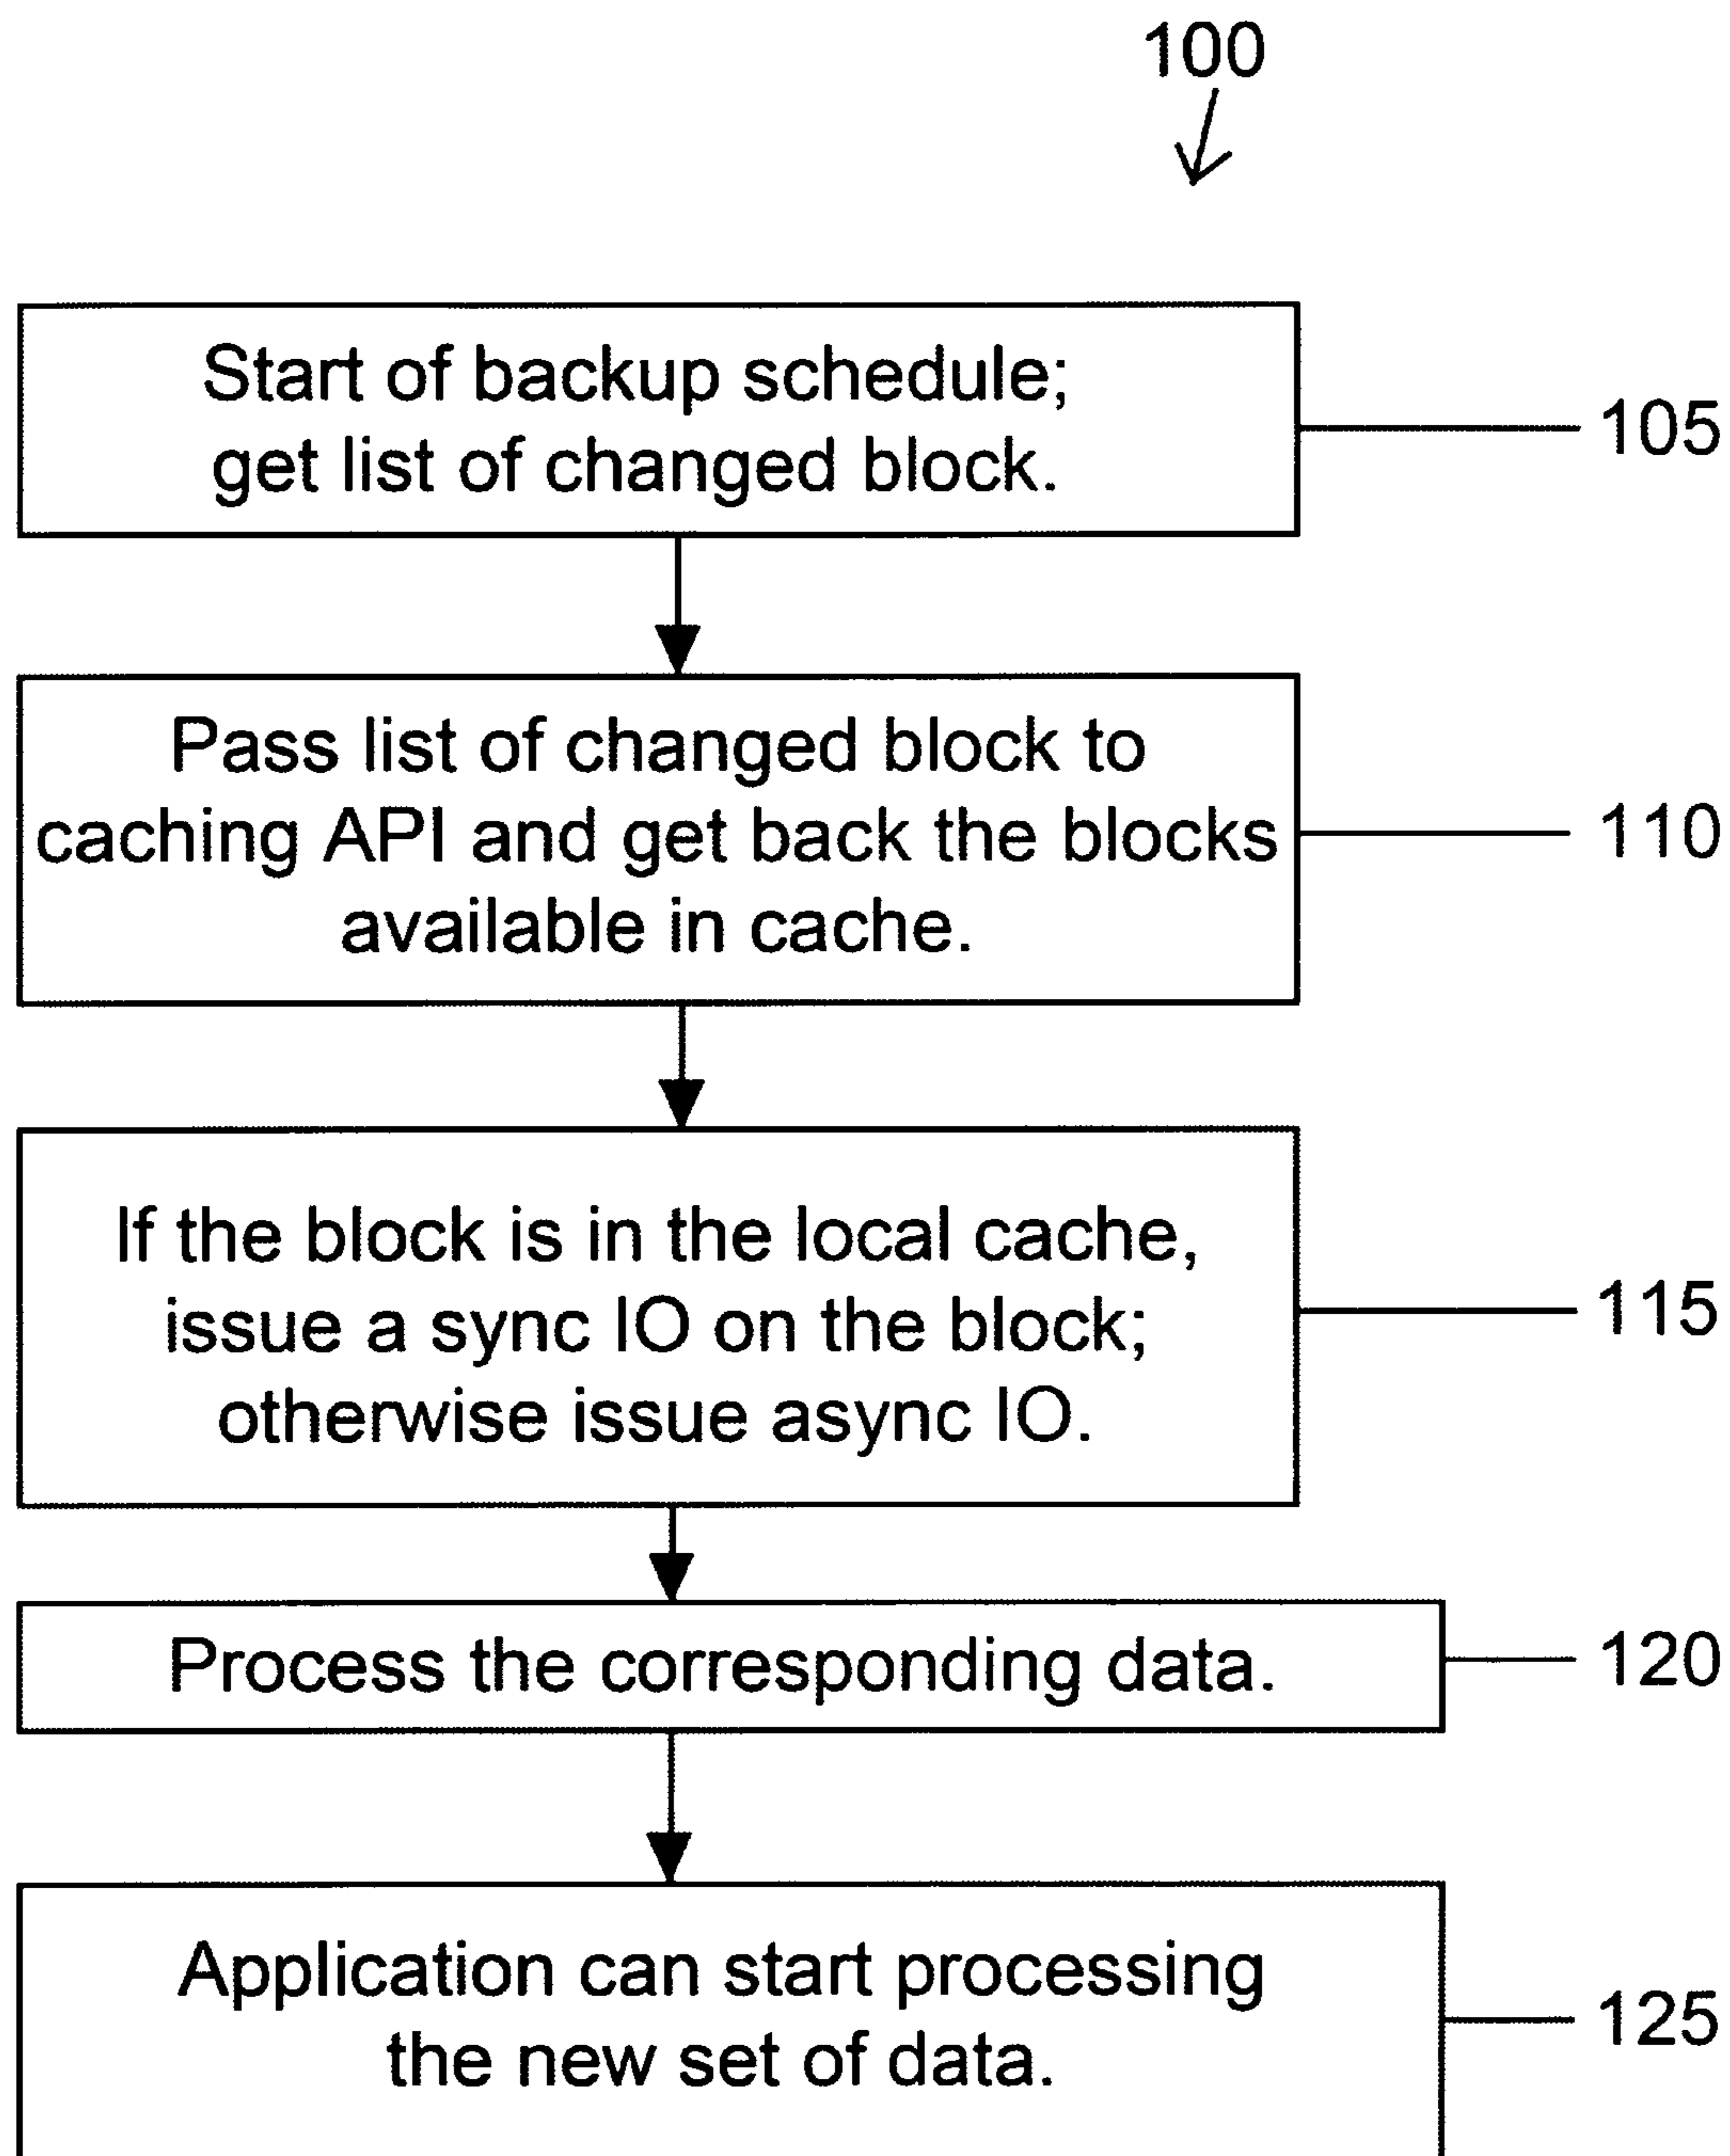 100
Start of backup schedule;
get list of changed block.
105
Pass list of changed block to
caching API and get back the blocks
available in cache.
110
If the block is in the local cache,
issue a sync IO on the block;
otherwise issue async IO.
115
Process the corresponding data.
120
Application can start processing
the new set of data.
125